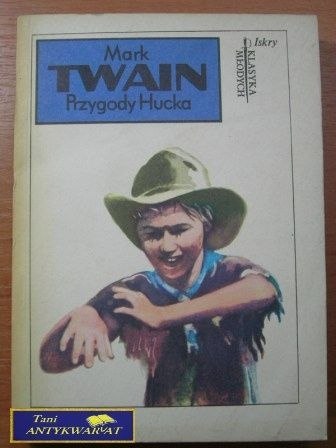 Mark
TWAIN
Przygody Hucka
Iskry
KLASYKA
MŁODYCH
Tani
ANTYKWARIAT